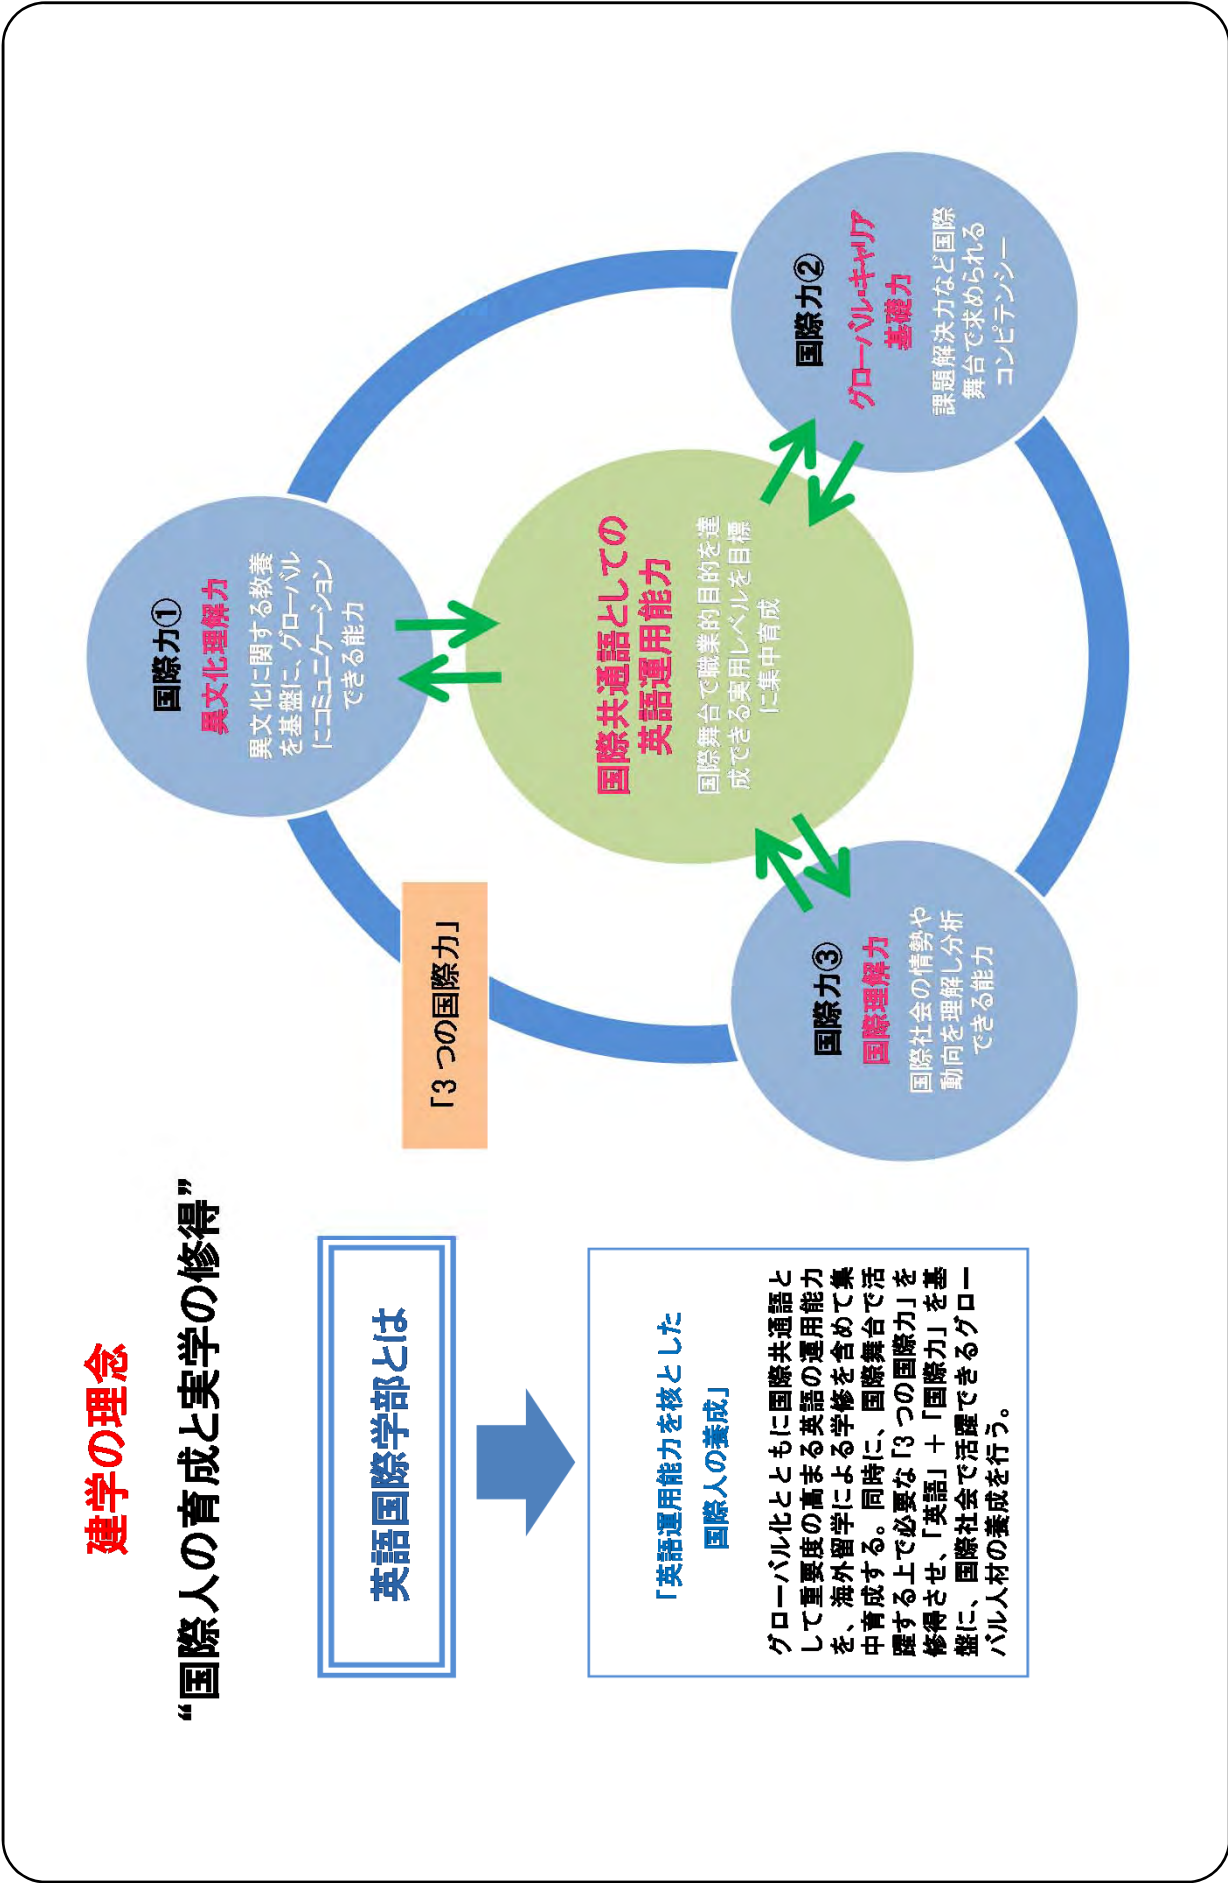 建学の理念
“国際人の育成と実学の修得”
英語国際学部とは
「英語運用能力を核とした
国際人の養成」
グローバル化とともに国際共通語と
して重要度の高まる英語の運用能力
を、海外留学による学修を含めて集
中育成する。同時に、国際舞台で活
躍する上で必要な「3つの国際力」を
修得させ、「英語」＋「国際力」を基
盤に、国際社会で活躍できるグロー
バル人材の養成を行う。
「3つの国際力」
国際力①
異文化理解力
異文化に関する教養
を基盤に、グローバル
にコミュニケーション
できる能力
国際共通語としての
英語運用能力
国際舞台で職業的目的を達
成できる実用レベルを目標
に集中育成
国際力③
国際理解力
国際社会の情勢や
動向を理解し分析
できる能力
国際力②
グローバル・キャリア
基礎力
課題解決力など国際
舞台で求められる
コンピテンシー